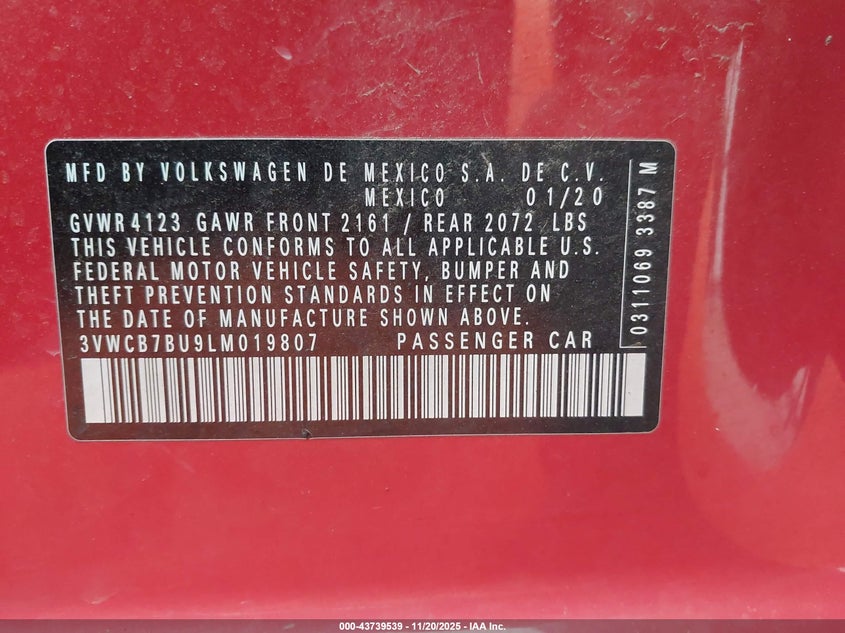 MFD BY VOLKSWAGEN DE MEXICO S.A. DE C.V.
MEXICO 01/20
GVWR 4123 GAWR FRONT 2161 / REAR 2072 LBS
THIS VEHICLE CONFORMS TO ALL APPLICABLE U.S.
FEDERAL MOTOR VEHICLE SAFETY, BUMPER AND
THEFT PREVENTION STANDARDS IN EFFECT ON
THE DATE OF MANUFACTURE SHOWN ABOVE.
3VWCB7BU9LM019807 PASSENGER CAR
0311069 3387 M
000-43739539 - 11/20/2025 - IAA Inc.